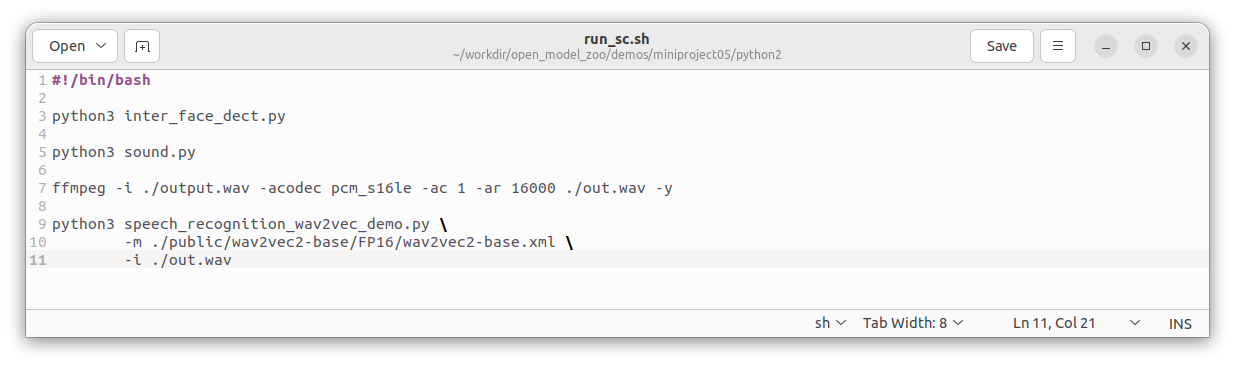 Open
run_sc.sh
~/workdir/open_model_zoo/demos/miniproject05/python2
Save
1 #!/bin/bash
2
3 python3 inter_face_dect.py
4
5 python3 sound.py
6
7 ffmpeg -i ./output.wav -acodec pcm_s16le -ac 1 -ar 16000 ./out.wav -y
8
9 python3 speech_recognition_wav2vec_demo.py \
10         -m ./public/wav2vec2-base/FP16/wav2vec2-base.xml \
11         -i ./out.wav
sh Tab Width: 8 Ln 11, Col 21 INS